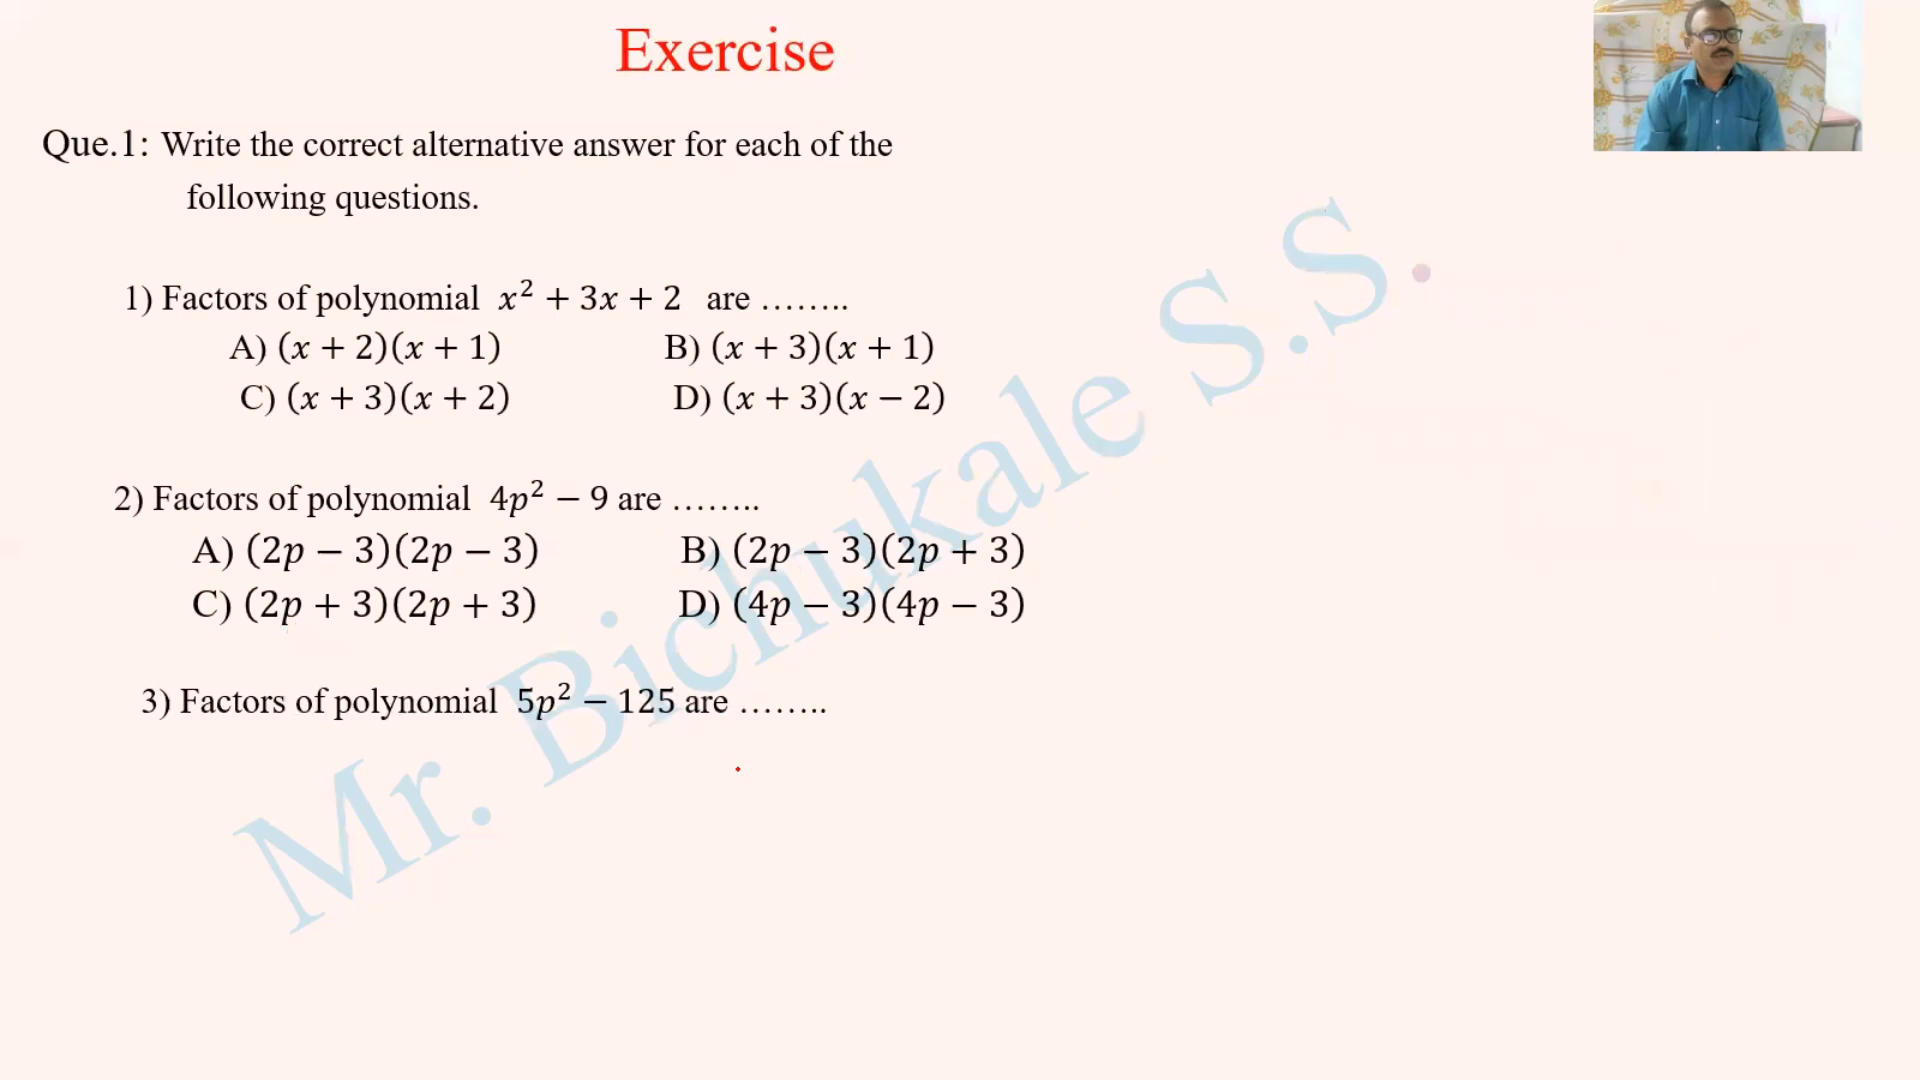 Exercise
Que.1: Write the correct alternative answer for each of the
following questions.
1) Factors of polynomial x² + 3x + 2 are ........
A) (x + 2)(x + 1) B) (x + 3)(x + 1)
C) (x + 3)(x + 2) D) (x + 3)(x − 2)
2) Factors of polynomial 4p² − 9 are ........
A) (2p − 3)(2p − 3) B) (2p − 3)(2p + 3)
C) (2p + 3)(2p + 3) D) (4p − 3)(4p − 3)
3) Factors of polynomial 5p² − 125 are ........
Mr. Bichukale S.S.